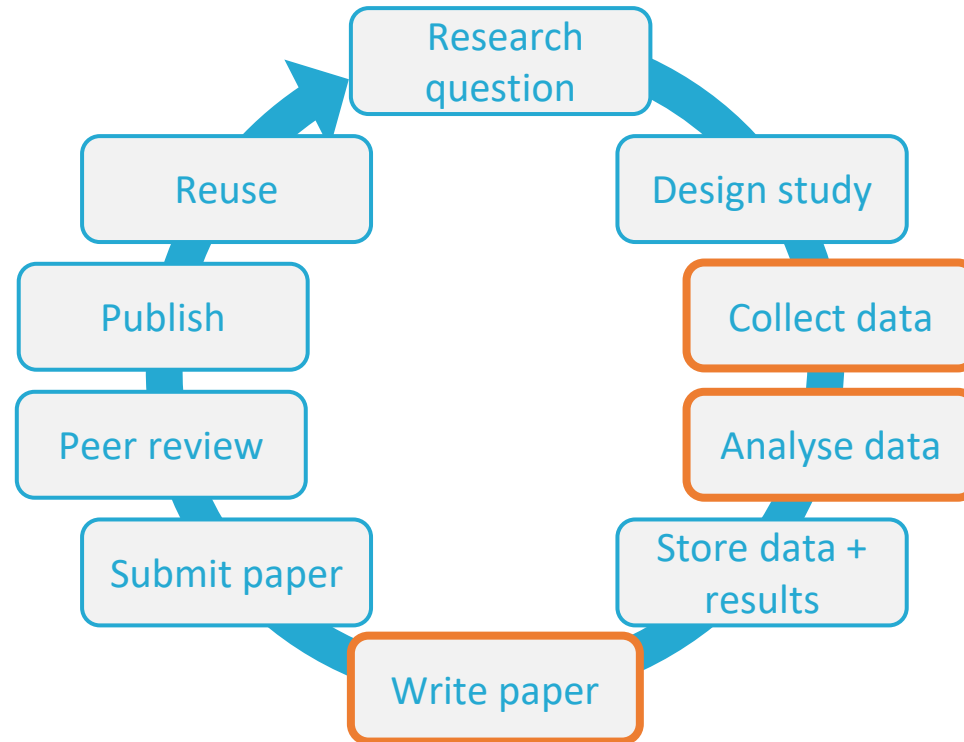 Research
question
Design study
Collect data
Analyse data
Store data +
results
Write paper
Submit paper
Peer review
Publish
Reuse